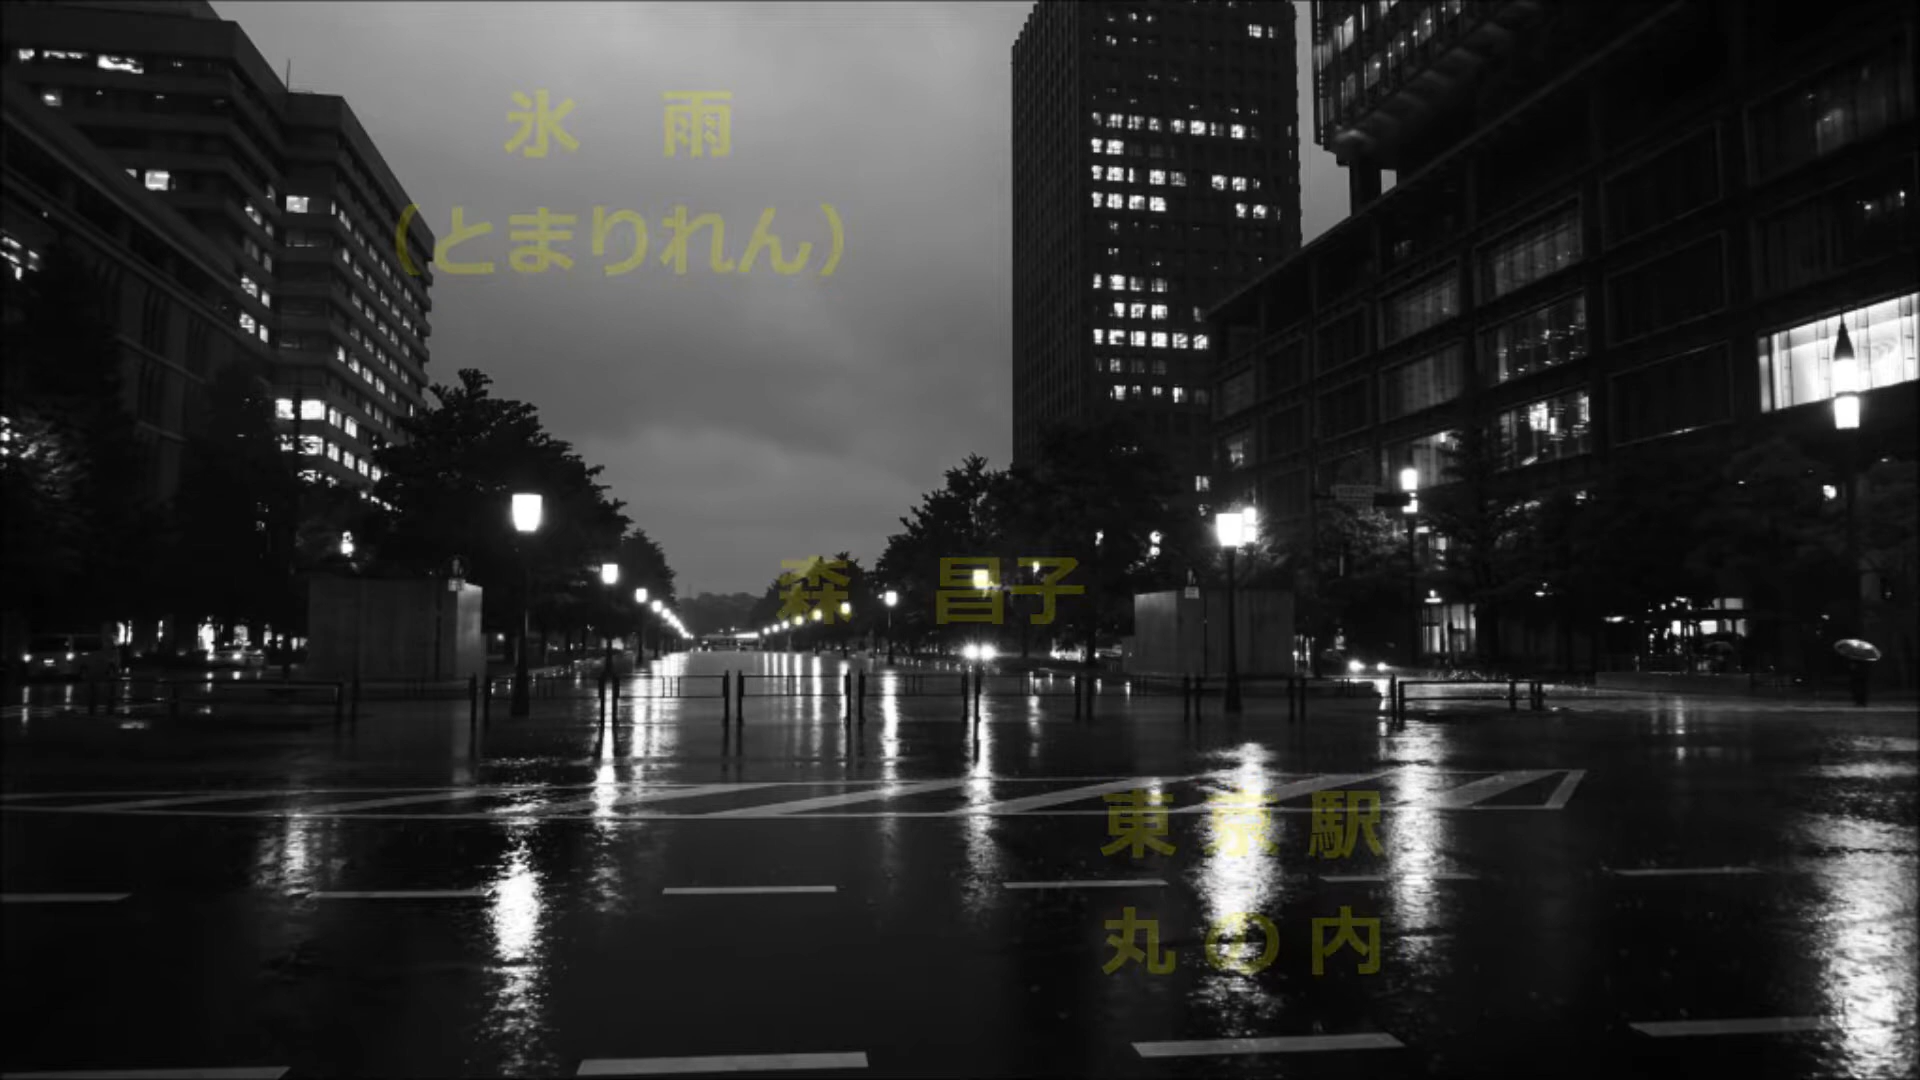 氷　雨
（とまりれん）
森　昌子
東京駅
丸の内